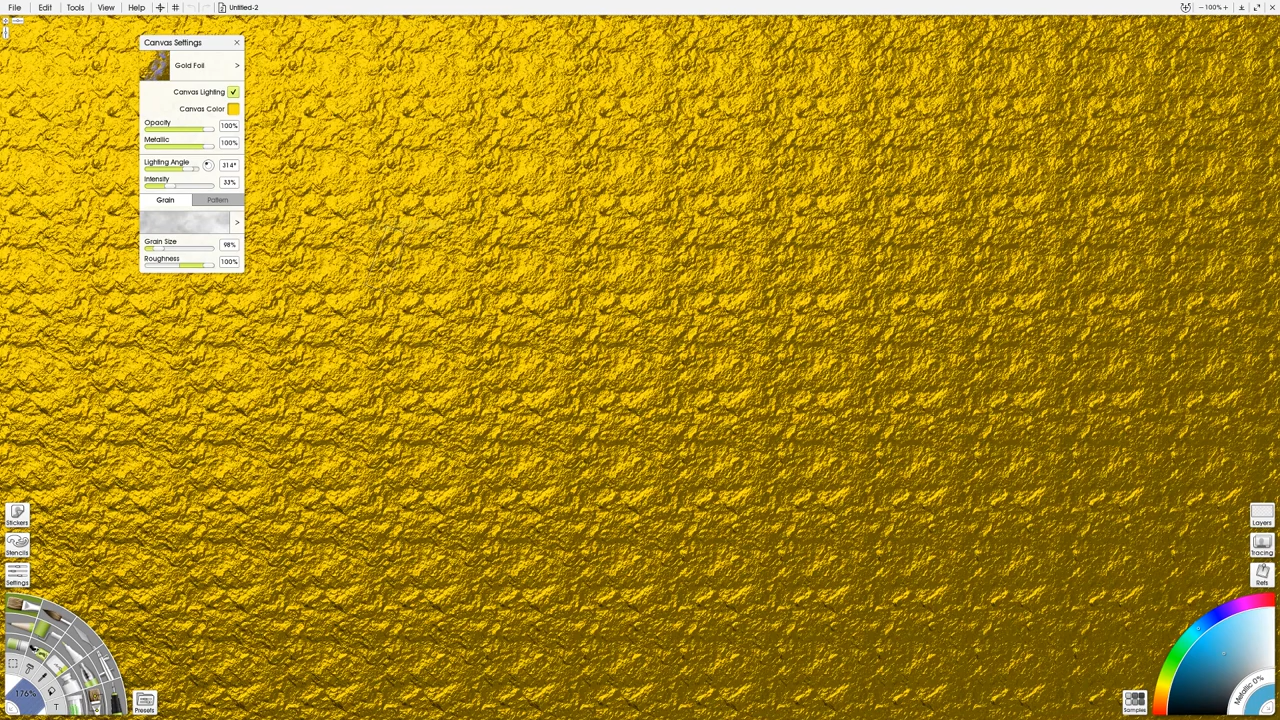 File Edit Tools View Help Untitled-2 − 100% +
Canvas Settings
Gold Foil >
Canvas Lighting
Canvas Color
Opacity 100%
Metallic 100%
Lighting Angle 314°
Intensity 33%
Grain Pattern
>
Grain Size 98%
Roughness 100%
Stickers
Stencils
Settings
Layers
Tracing
Refs
176%
T
Presets
Samples
Metallic 0%